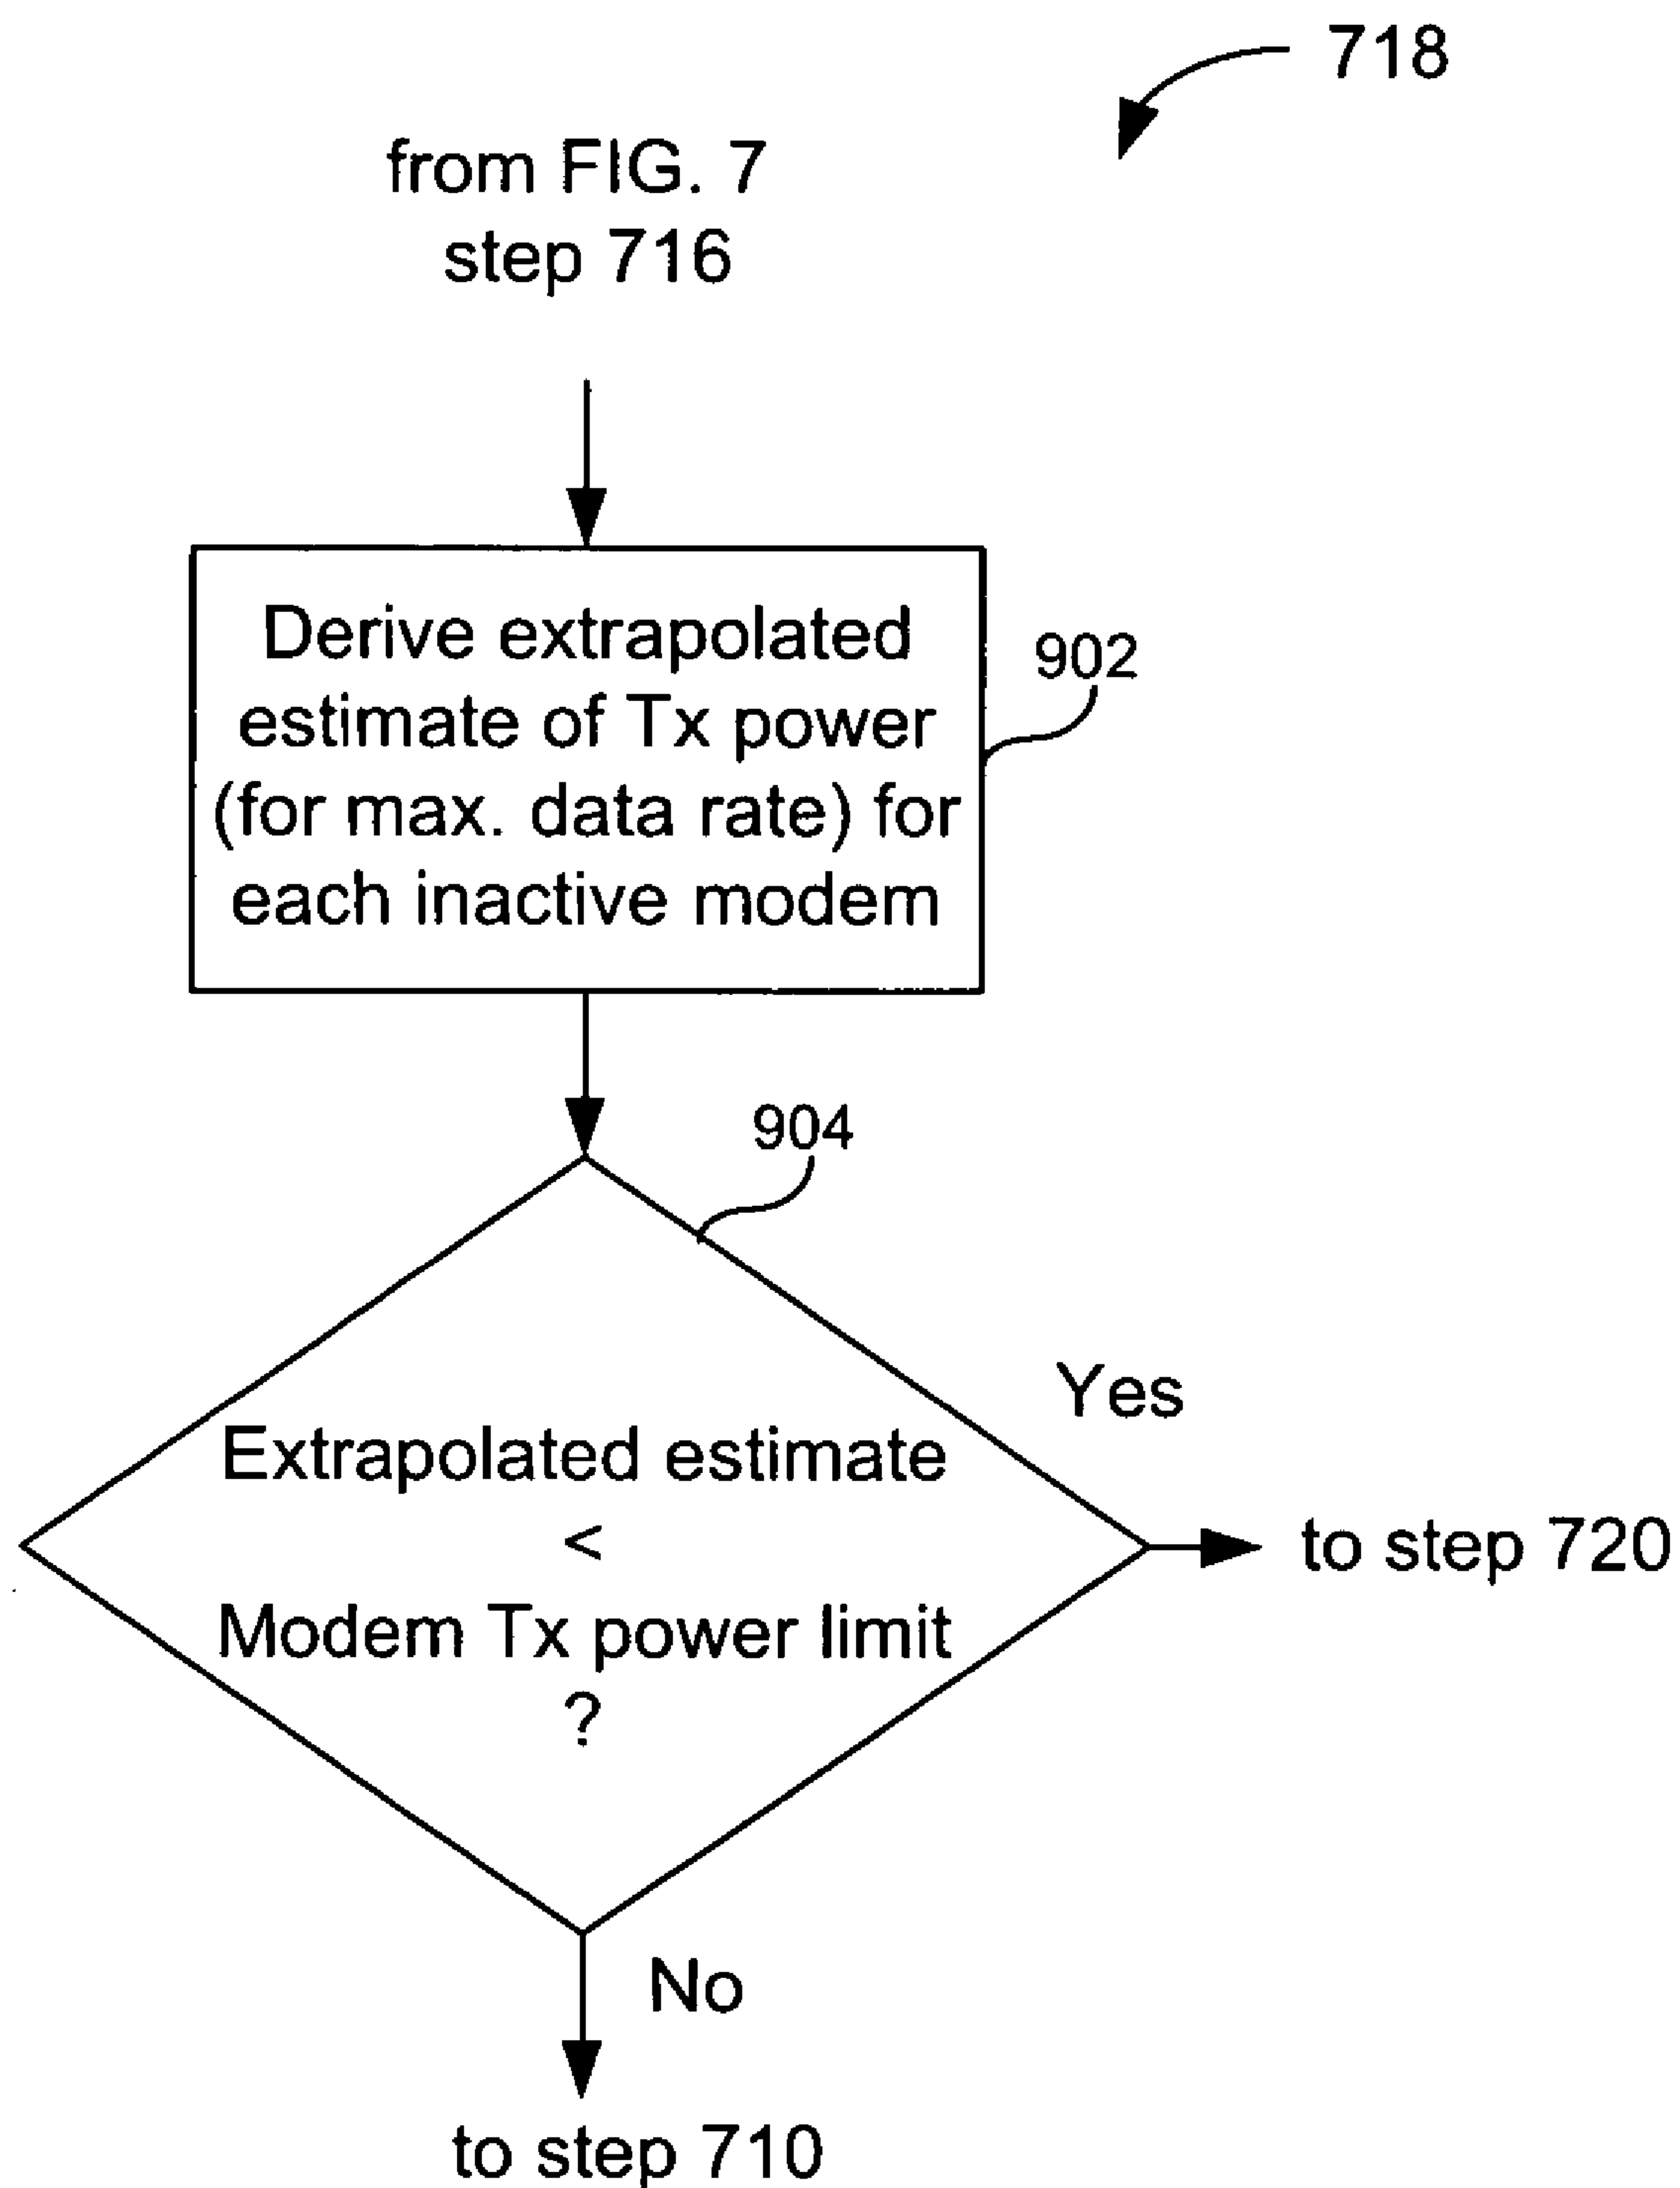 718
from FIG. 7
step 716
Derive extrapolated
estimate of Tx power
(for max. data rate) for
each inactive modem
902
904
Extrapolated estimate
<
Modem Tx power limit
?
Yes
to step 720
No
to step 710